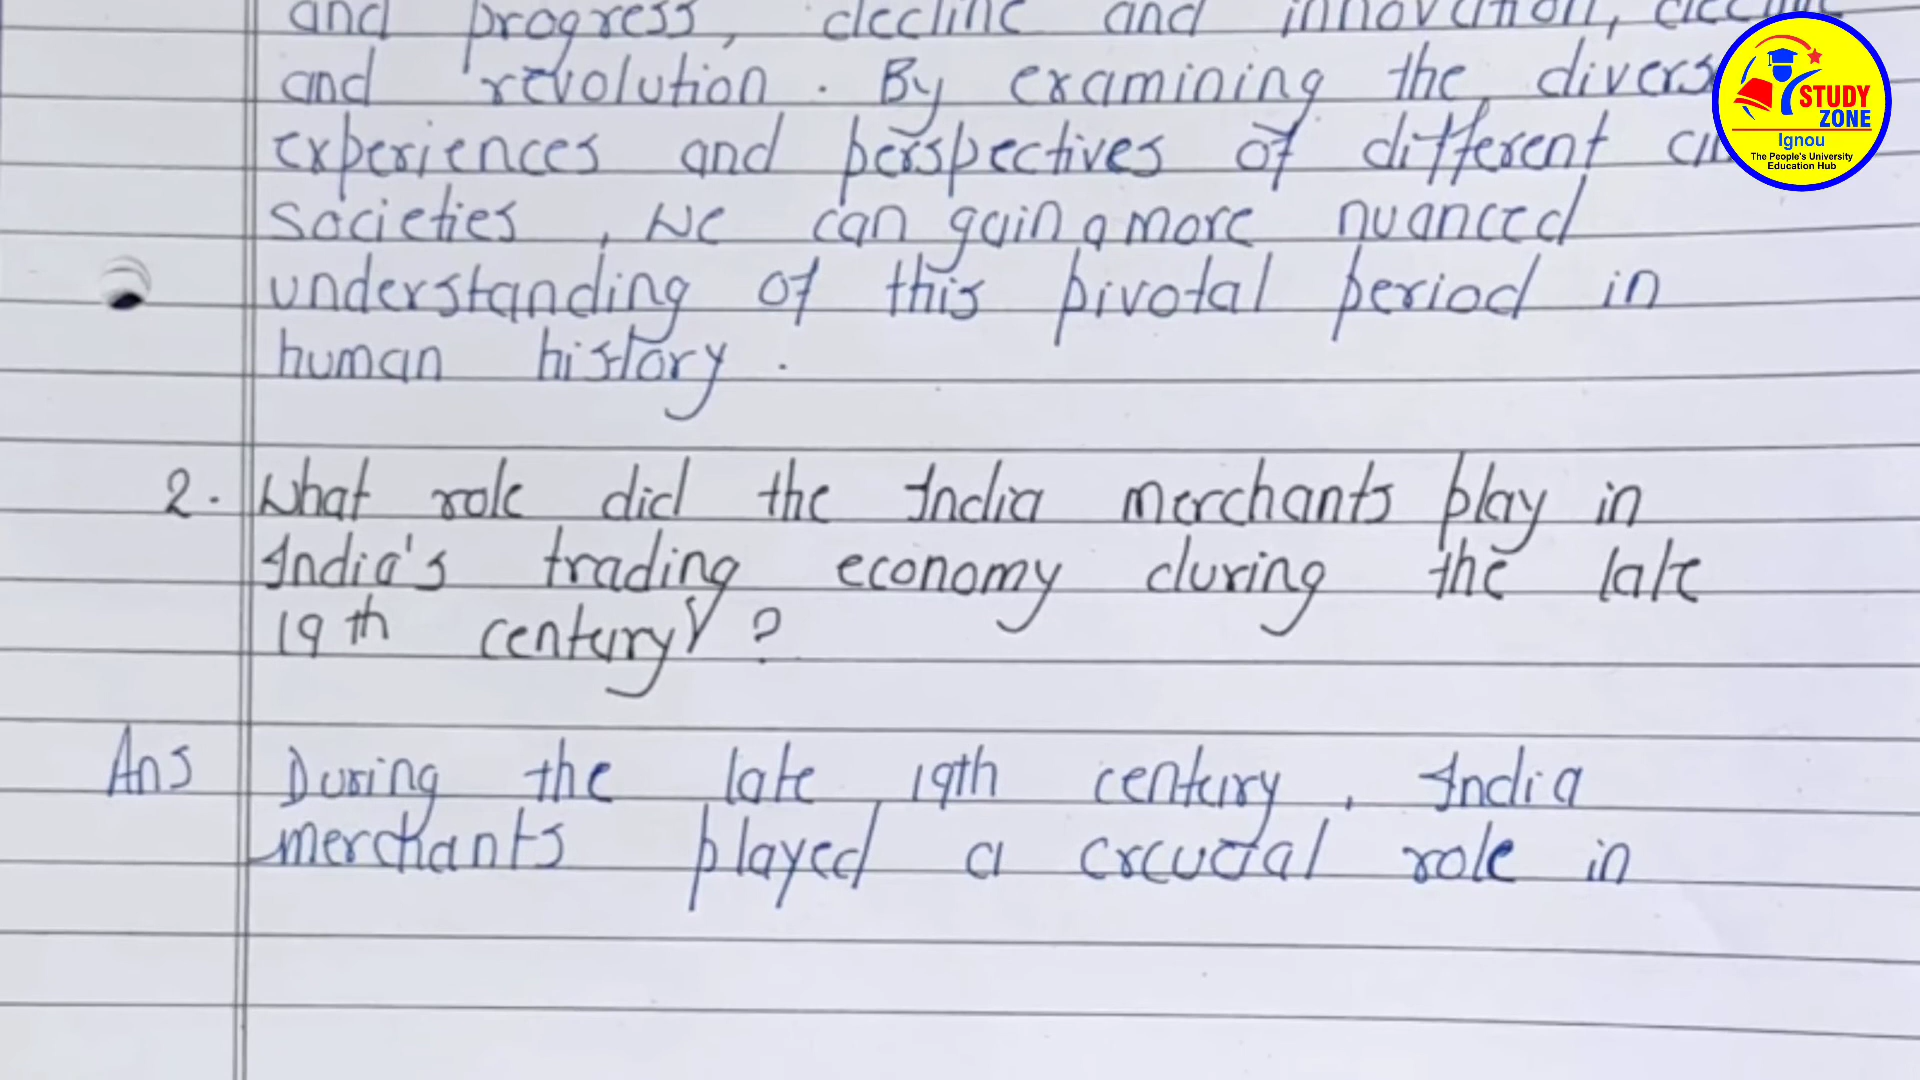 and progress, decline and innovation,
and revolution. By examining the
experiences and perspectives of different
societies, we can gain a more nuanced
understanding of this pivotal period in
human history.
2. What role did the India merchants play in
India's trading economy during the late
19th century?
Ans During the late 19th century, India
merchants played a crcucial role in
STUDY
ZONE
Ignou
The People's University
Education Hub